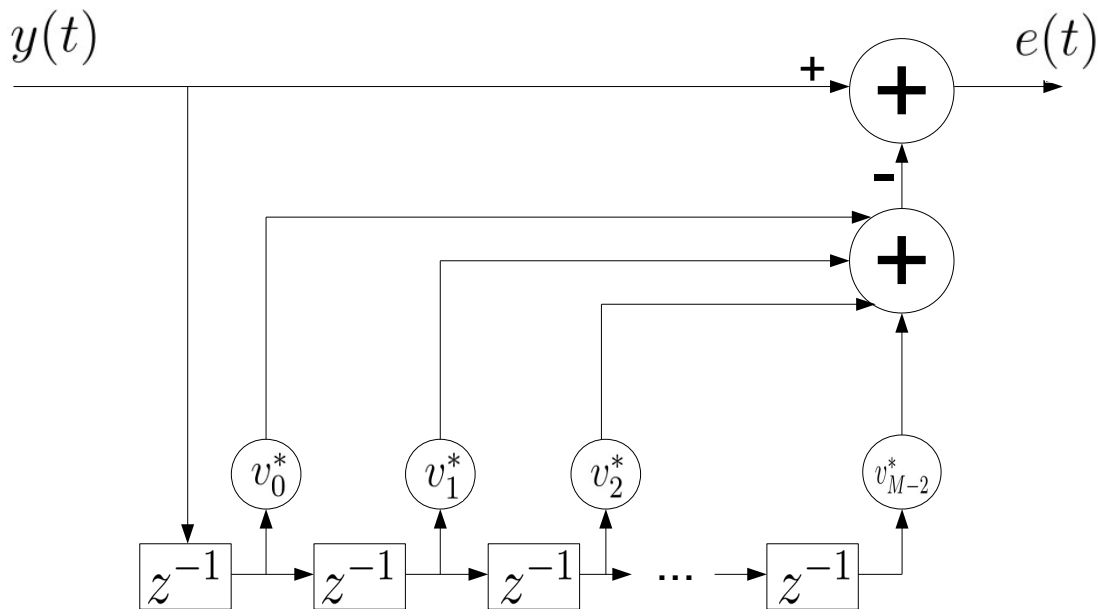 y(t) e(t)
+
+
-
+
v_0^* v_1^* v_2^* v_{M-2}^*
z^{-1} z^{-1} z^{-1} ... z^{-1}